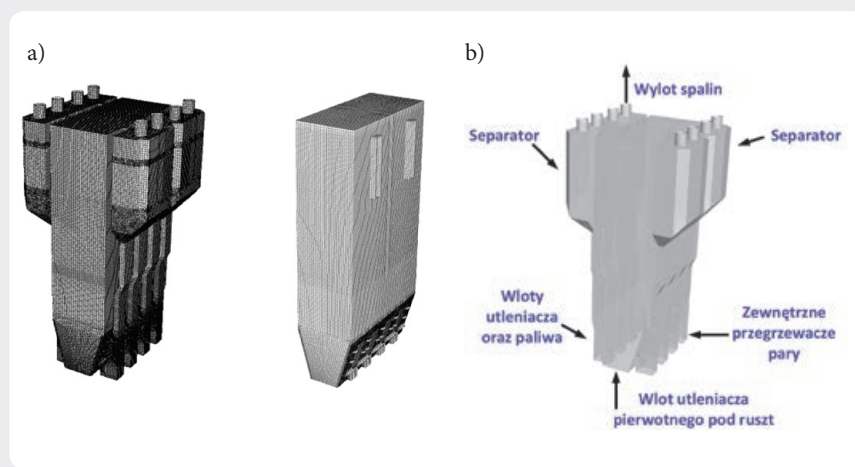 a)
b)
Wylot spalin
Separator
Separator
Wloty
utleniacza
oraz paliwa
Zewnętrzne
przegrzewacze
pary
Wlot utleniacza
pierwotnego pod ruszt